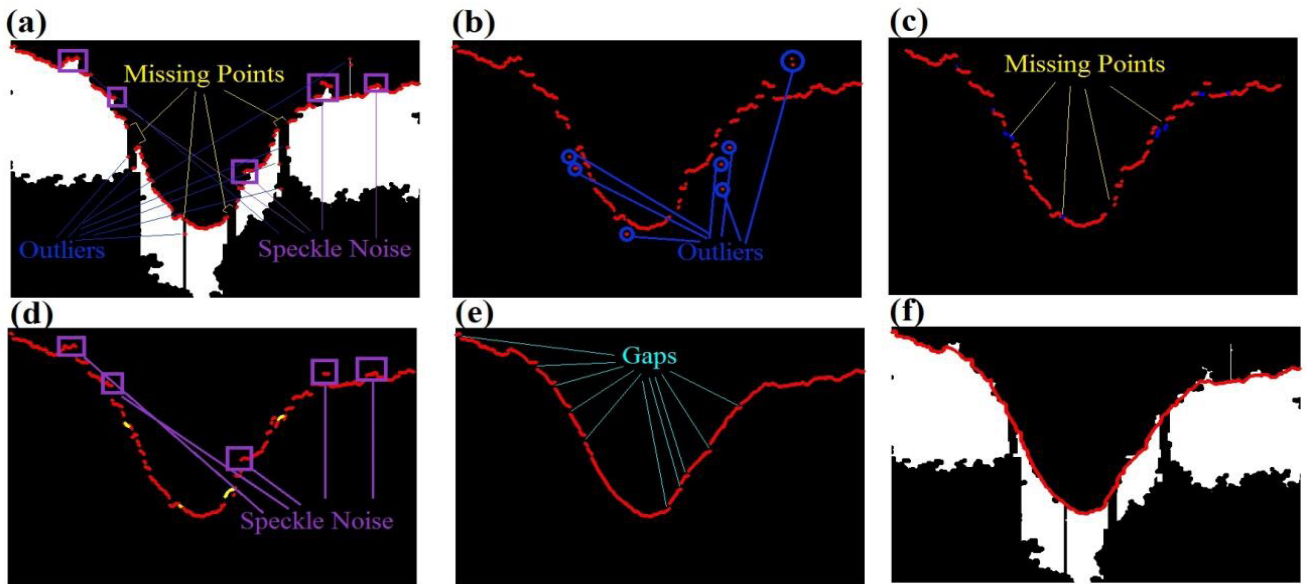 (a)
Missing Points
Outliers
Speckle Noise
(b)
Outliers
(c)
Missing Points
(d)
Speckle Noise
(e)
Gaps
(f)